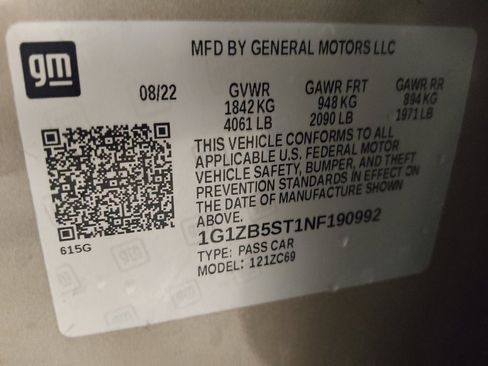 gm
MFD BY GENERAL MOTORS LLC
08/22 GVWR GAWR FRT GAWR RR
1842 KG 948 KG 894 KG
4061 LB 2090 LB 1971 LB
THIS VEHICLE CONFORMS TO ALL
APPLICABLE U.S. FEDERAL MOTOR
VEHICLE SAFETY, BUMPER, AND THEFT
PREVENTION STANDARDS IN EFFECT ON
THE DATE OF MANUFACTURE SHOWN
ABOVE.
615G
1G1ZB5ST1NF190992
TYPE: PASS CAR
MODEL: 121ZC69